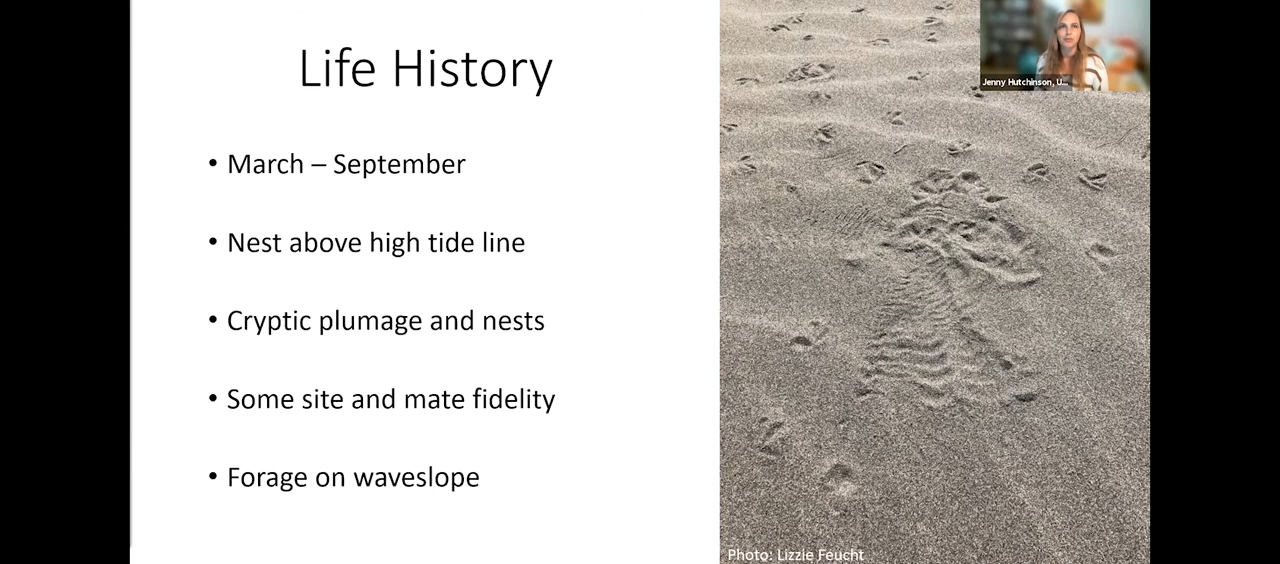 Life History
• March – September
• Nest above high tide line
• Cryptic plumage and nests
• Some site and mate fidelity
• Forage on waveslope
Jenny Hutchinson, U...
Photo: Lizzie Feucht